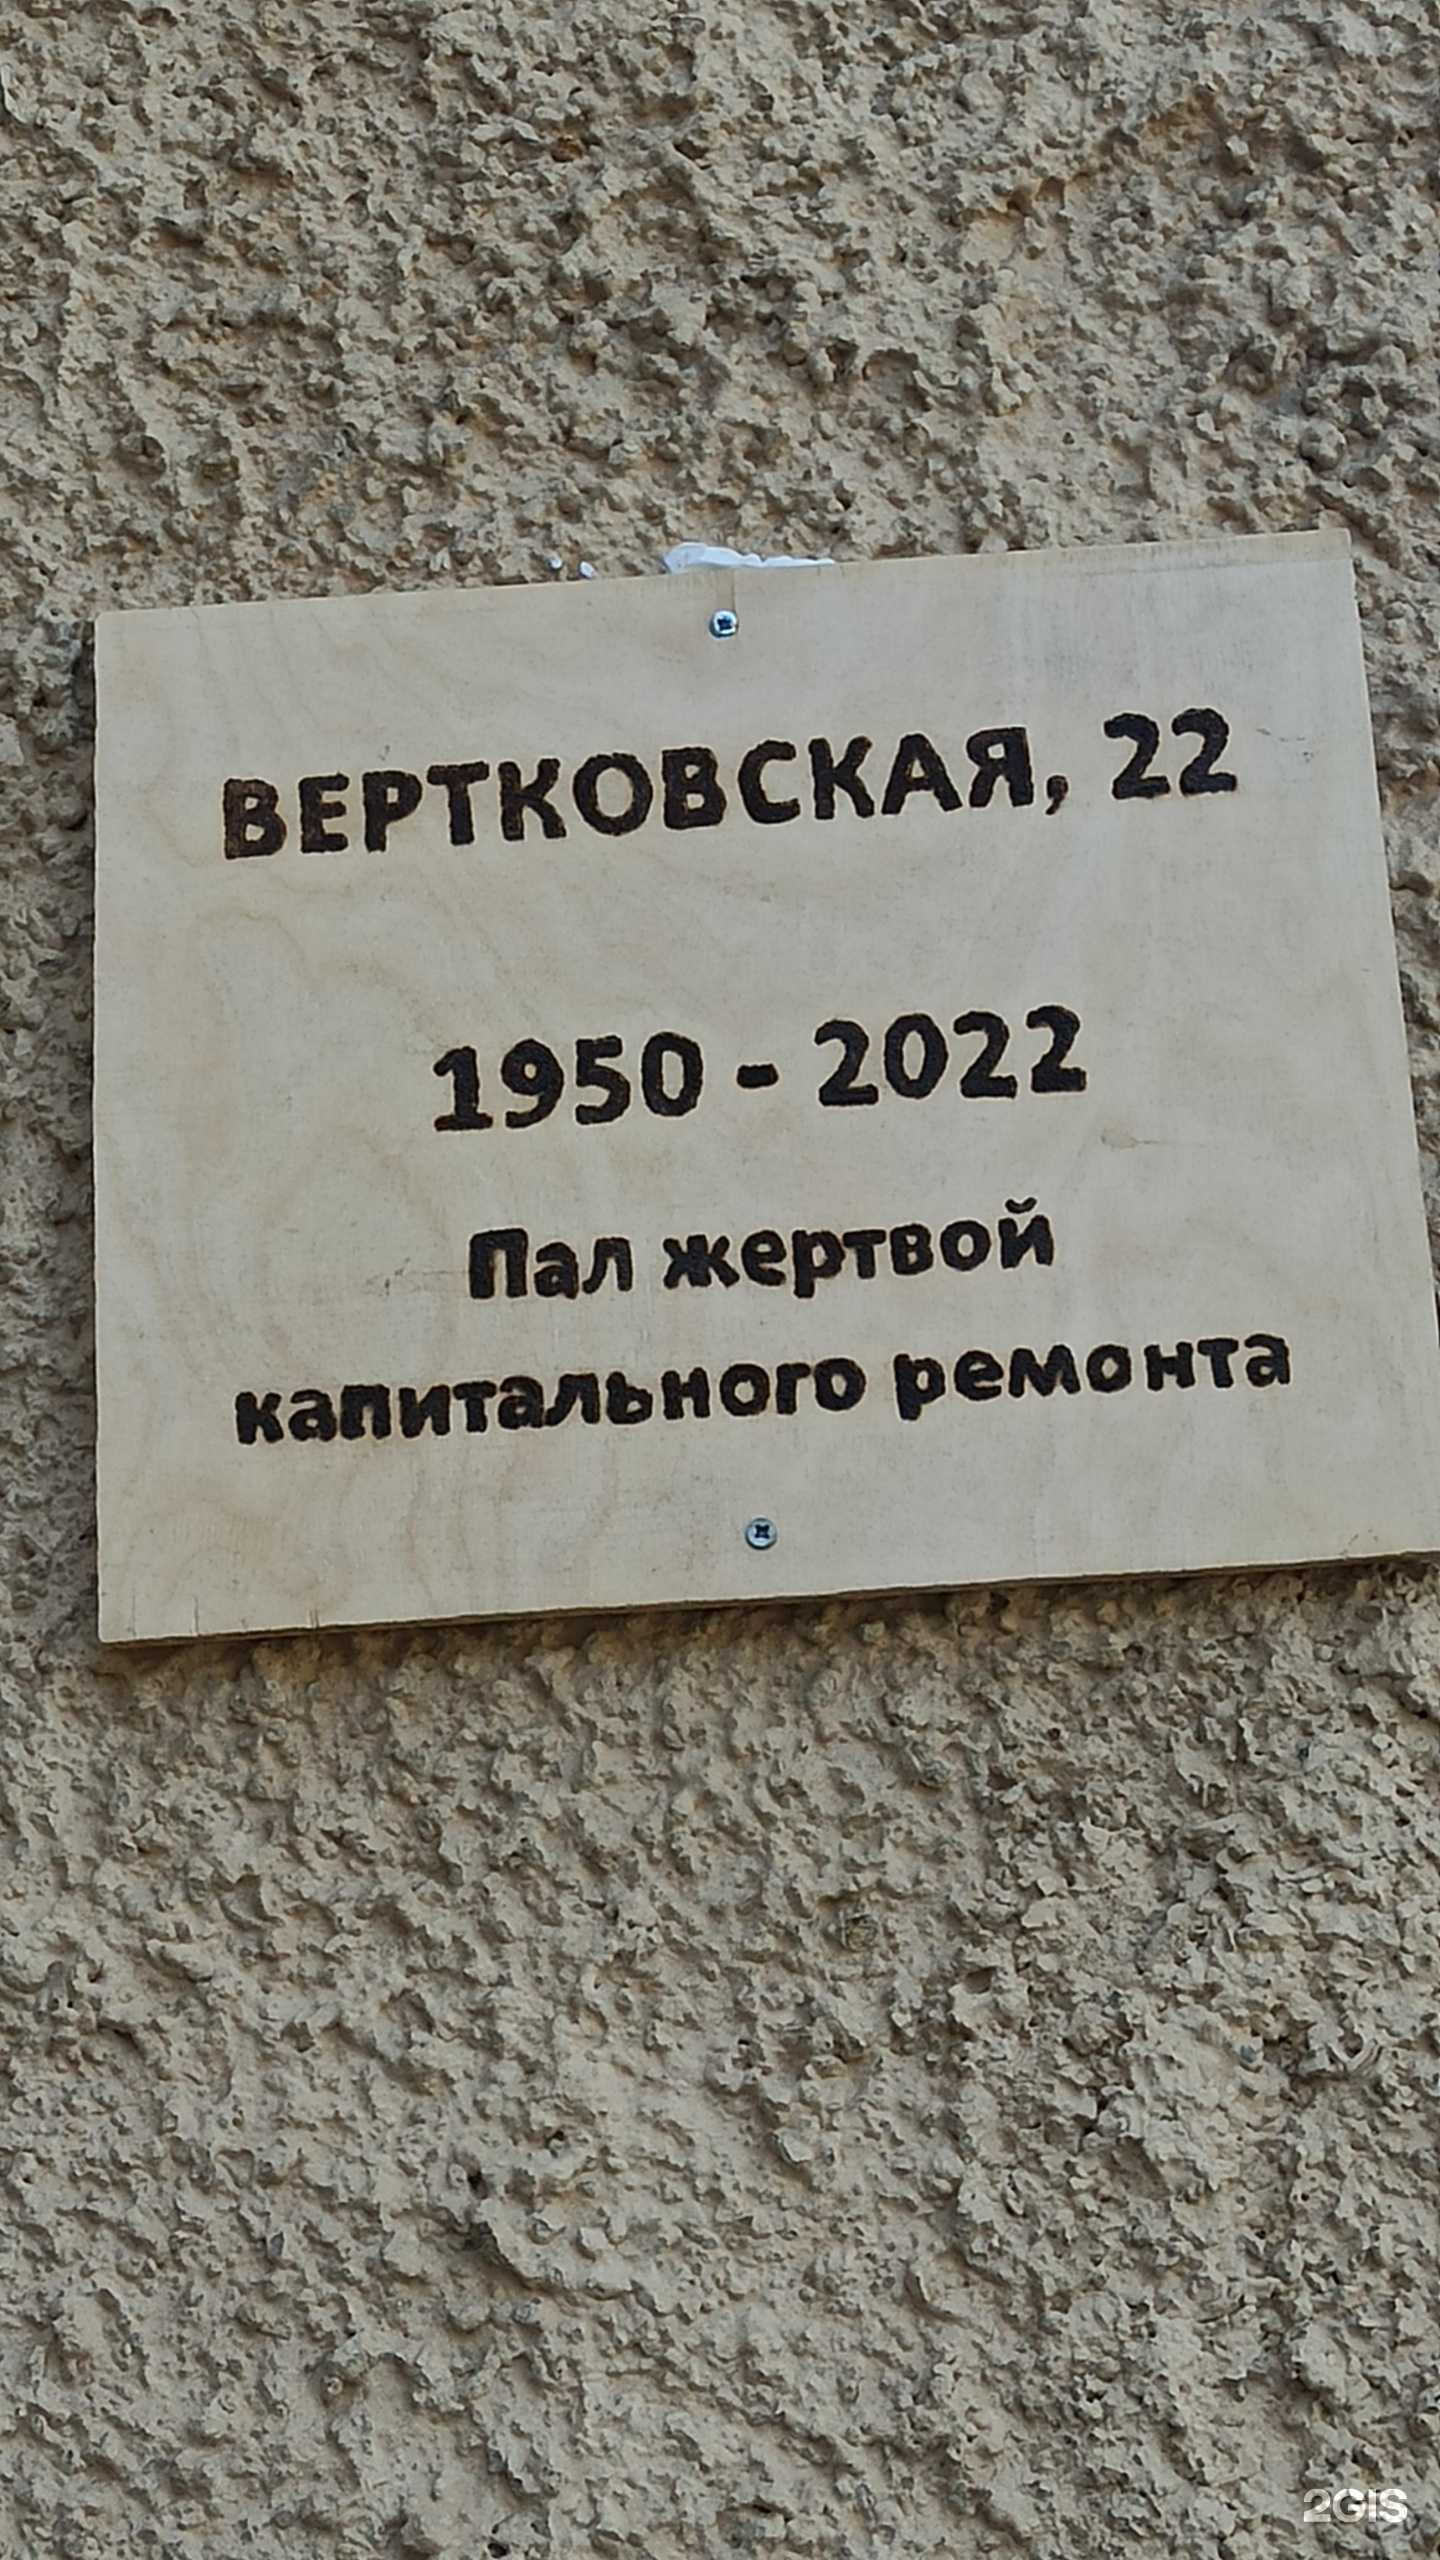 ВЕРТКОВСКАЯ, 22
1950 - 2022
Пал жертвой
капитального ремонта
2GIS